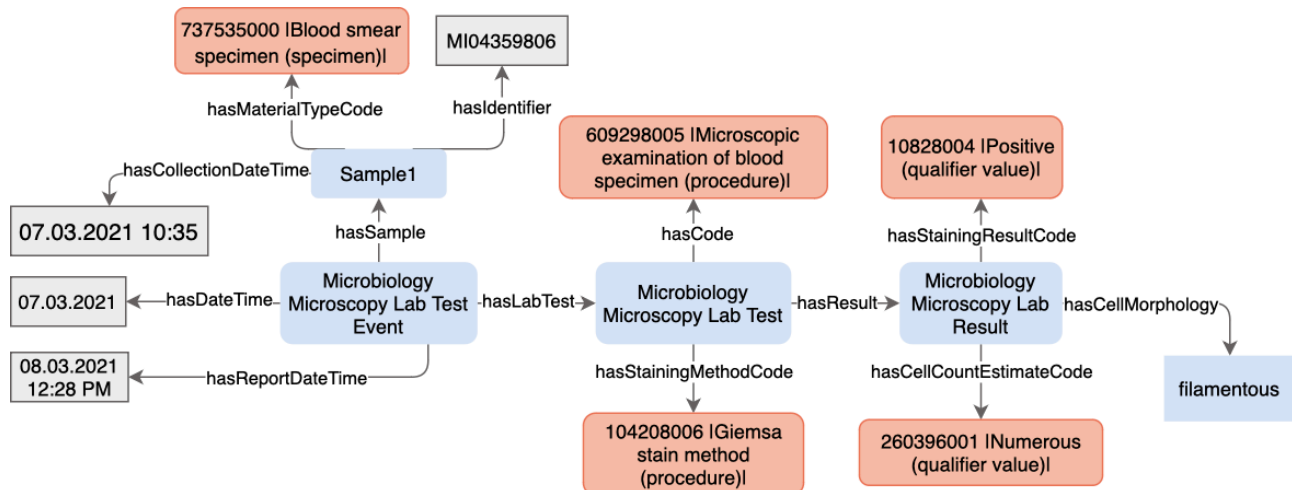 737535000 |Blood smear
specimen (specimen)|
MI04359806
hasMaterialTypeCode
hasIdentifier
609298005 |Microscopic
examination of blood
specimen (procedure)|
10828004 |Positive
(qualifier value)|
hasCollectionDateTime
Sample1
07.03.2021 10:35
hasSample
hasCode
hasStainingResultCode
07.03.2021
hasDateTime
Microbiology
Microscopy Lab Test
Event
hasLabTest
Microbiology
Microscopy Lab Test
hasResult
Microbiology
Microscopy Lab
Result
hasCellMorphology
08.03.2021
12:28 PM
hasReportDateTime
hasStainingMethodCode
hasCellCountEstimateCode
filamentous
104208006 |Giemsa
stain method
(procedure)|
260396001 |Numerous
(qualifier value)|